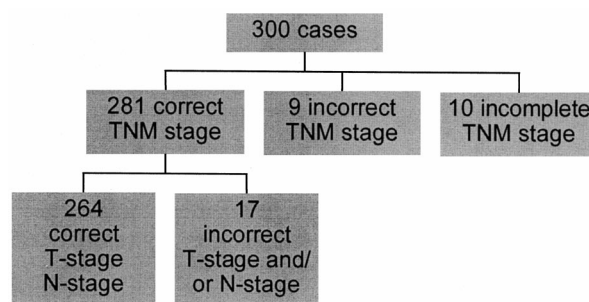 300 cases
281 correct
TNM stage
9 incorrect
TNM stage
10 incomplete
TNM stage
264
correct
T-stage
N-stage
17
incorrect
T-stage and/
or N-stage